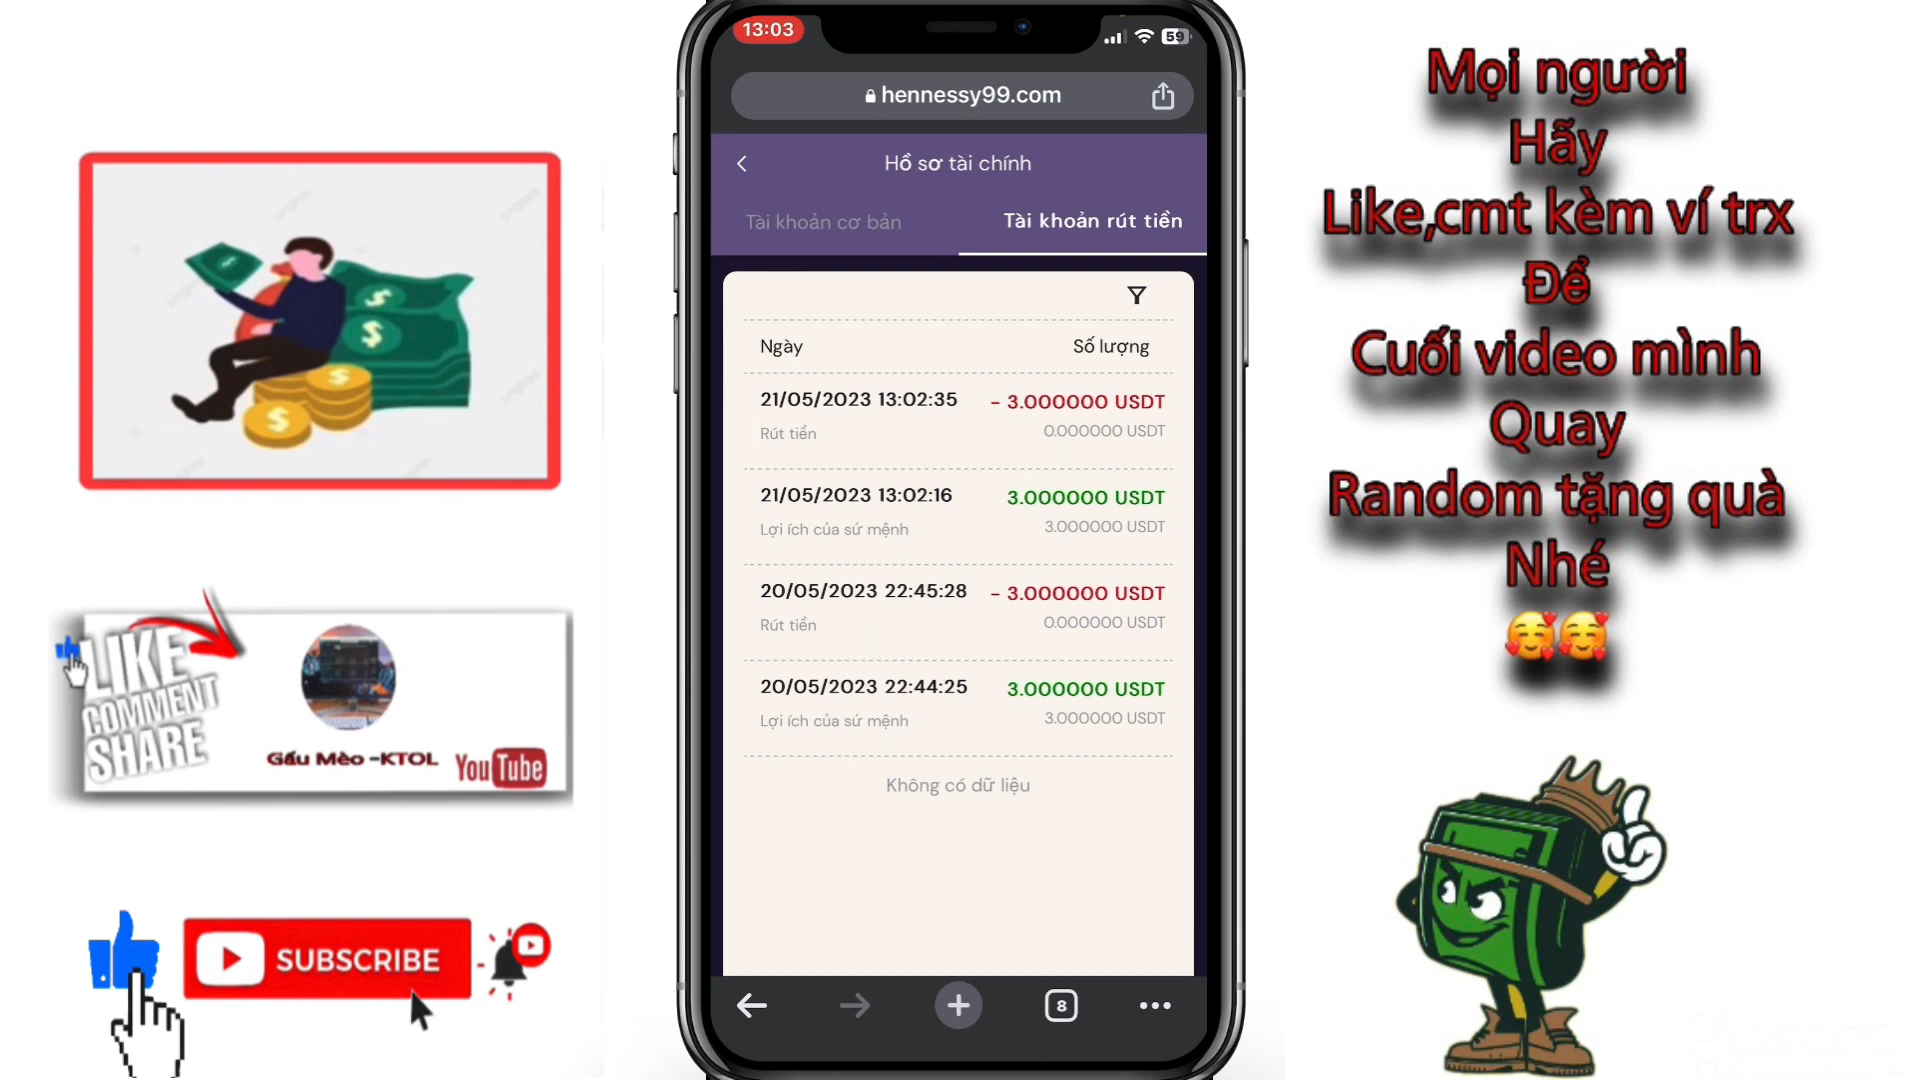 13:03
59
hennessy99.com
Hồ sơ tài chính
Tài khoản cơ bản
Tài khoản rút tiền
Ngày
Số lượng
21/05/2023 13:02:35
- 3.000000 USDT
Rút tiền
0.000000 USDT
21/05/2023 13:02:16
3.000000 USDT
Lợi ích của sứ mệnh
3.000000 USDT
20/05/2023 22:45:28
- 3.000000 USDT
Rút tiền
0.000000 USDT
20/05/2023 22:44:25
3.000000 USDT
Lợi ích của sứ mệnh
3.000000 USDT
Không có dữ liệu
8
LIKE
COMMENT
SHARE
Gấu Mèo -KTOL
YouTube
SUBSCRIBE
Mọi người
Hãy
Like,cmt kèm ví trx
Để
Cuối video mình
Quay
Random tặng quà
Nhé